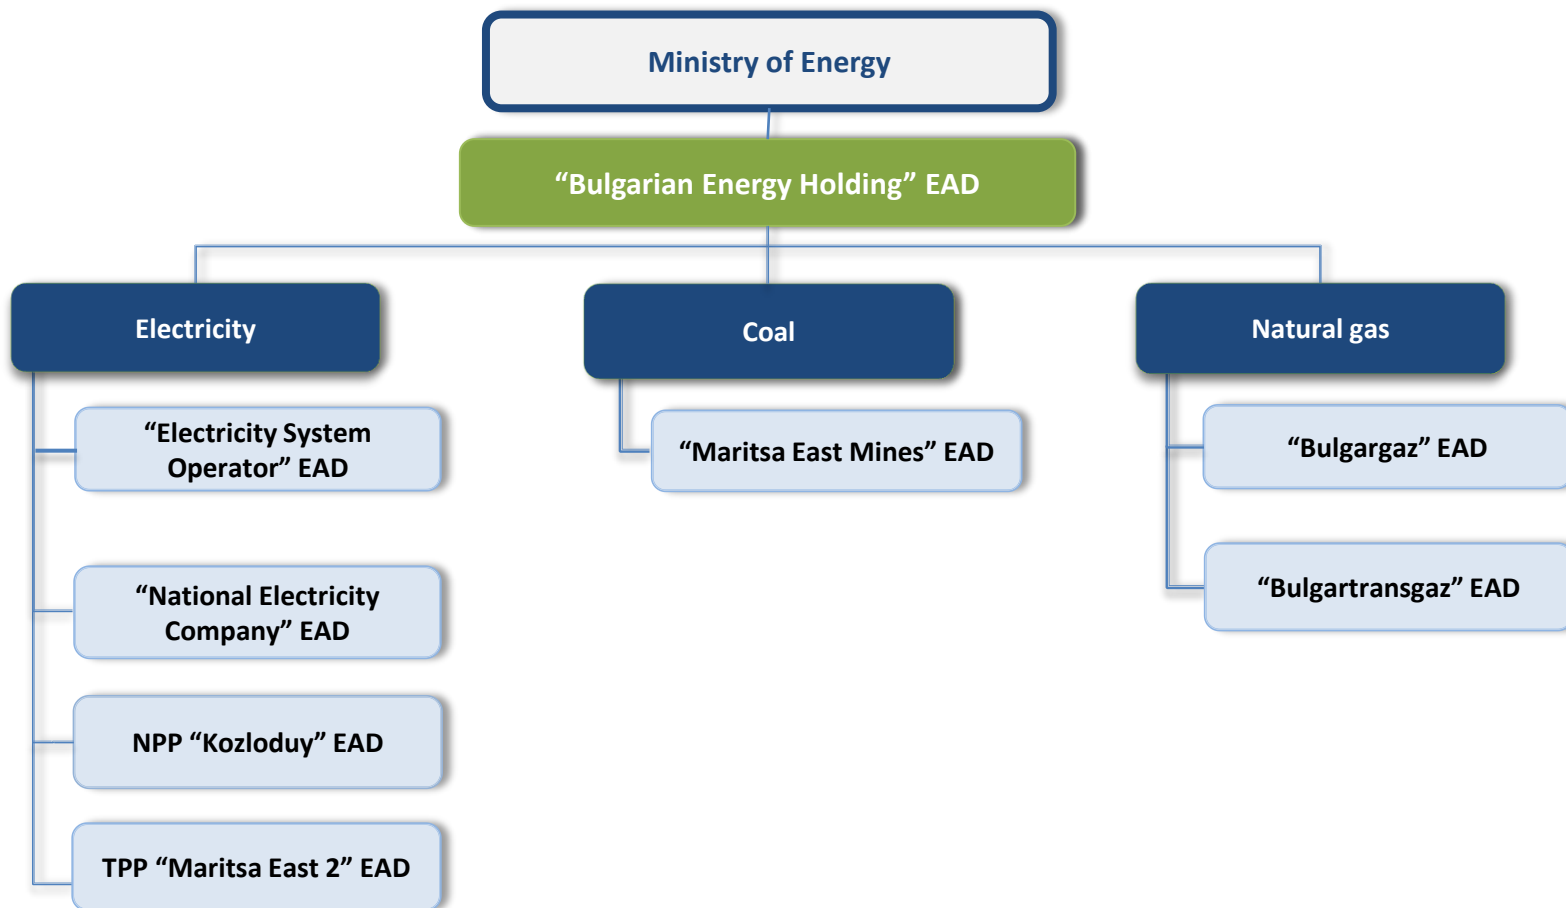 Ministry of Energy
“Bulgarian Energy Holding” EAD
Electricity
“Electricity System
Operator” EAD
“National Electricity
Company” EAD
NPP “Kozloduy” EAD
TPP “Maritsa East 2” EAD
Coal
“Maritsa East Mines” EAD
Natural gas
“Bulgargaz” EAD
“Bulgartransgaz” EAD